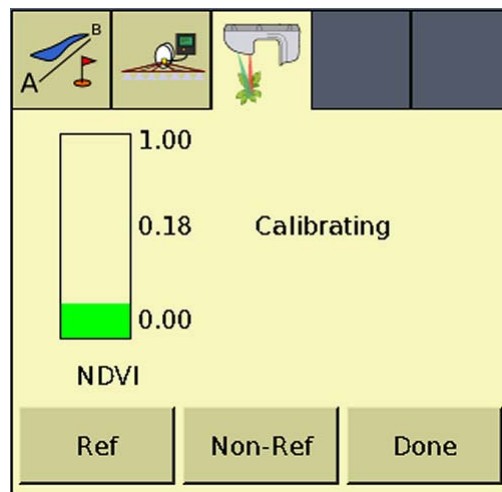 A B
1.00
0.18 Calibrating
0.00
NDVI
Ref Non-Ref Done